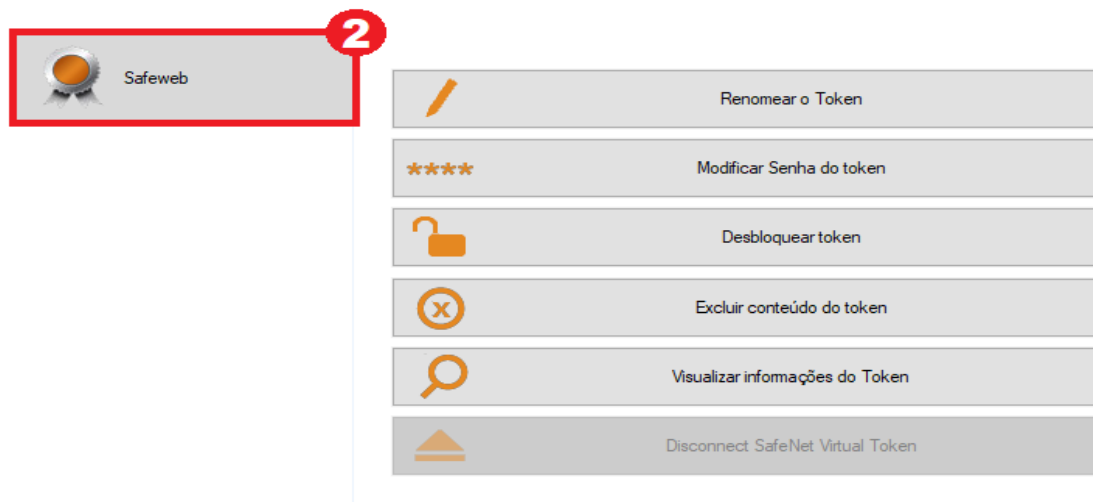 2
Safeweb
Renomear o Token
**** Modificar Senha do token
Desbloquear token
x Excluir conteúdo do token
Visualizar informações do Token
Disconnect SafeNet Virtual Token